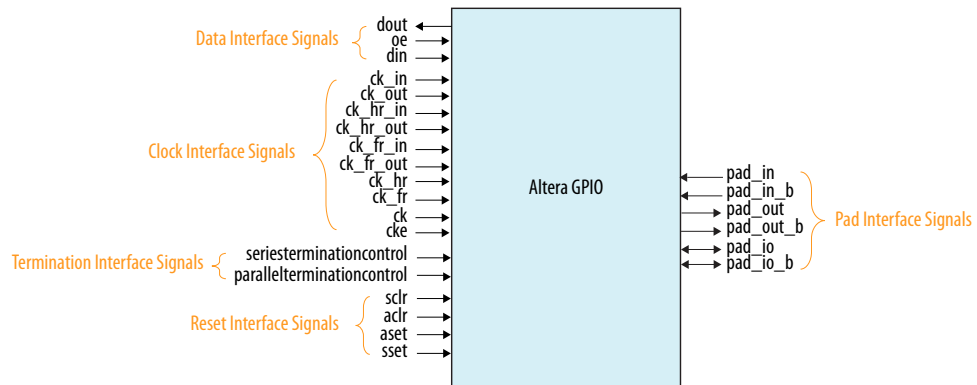 Data Interface Signals
dout
oe
din
Clock Interface Signals
ck_in
ck_out
ck_hr_in
ck_hr_out
ck_fr_in
ck_fr_out
ck_hr
ck_fr
ck
cke
Termination Interface Signals
seriesterminationcontrol
parallelterminationcontrol
Reset Interface Signals
sclr
aclr
aset
sset
Altera GPIO
pad_in
pad_in_b
pad_out
pad_out_b
pad_io
pad_io_b
Pad Interface Signals